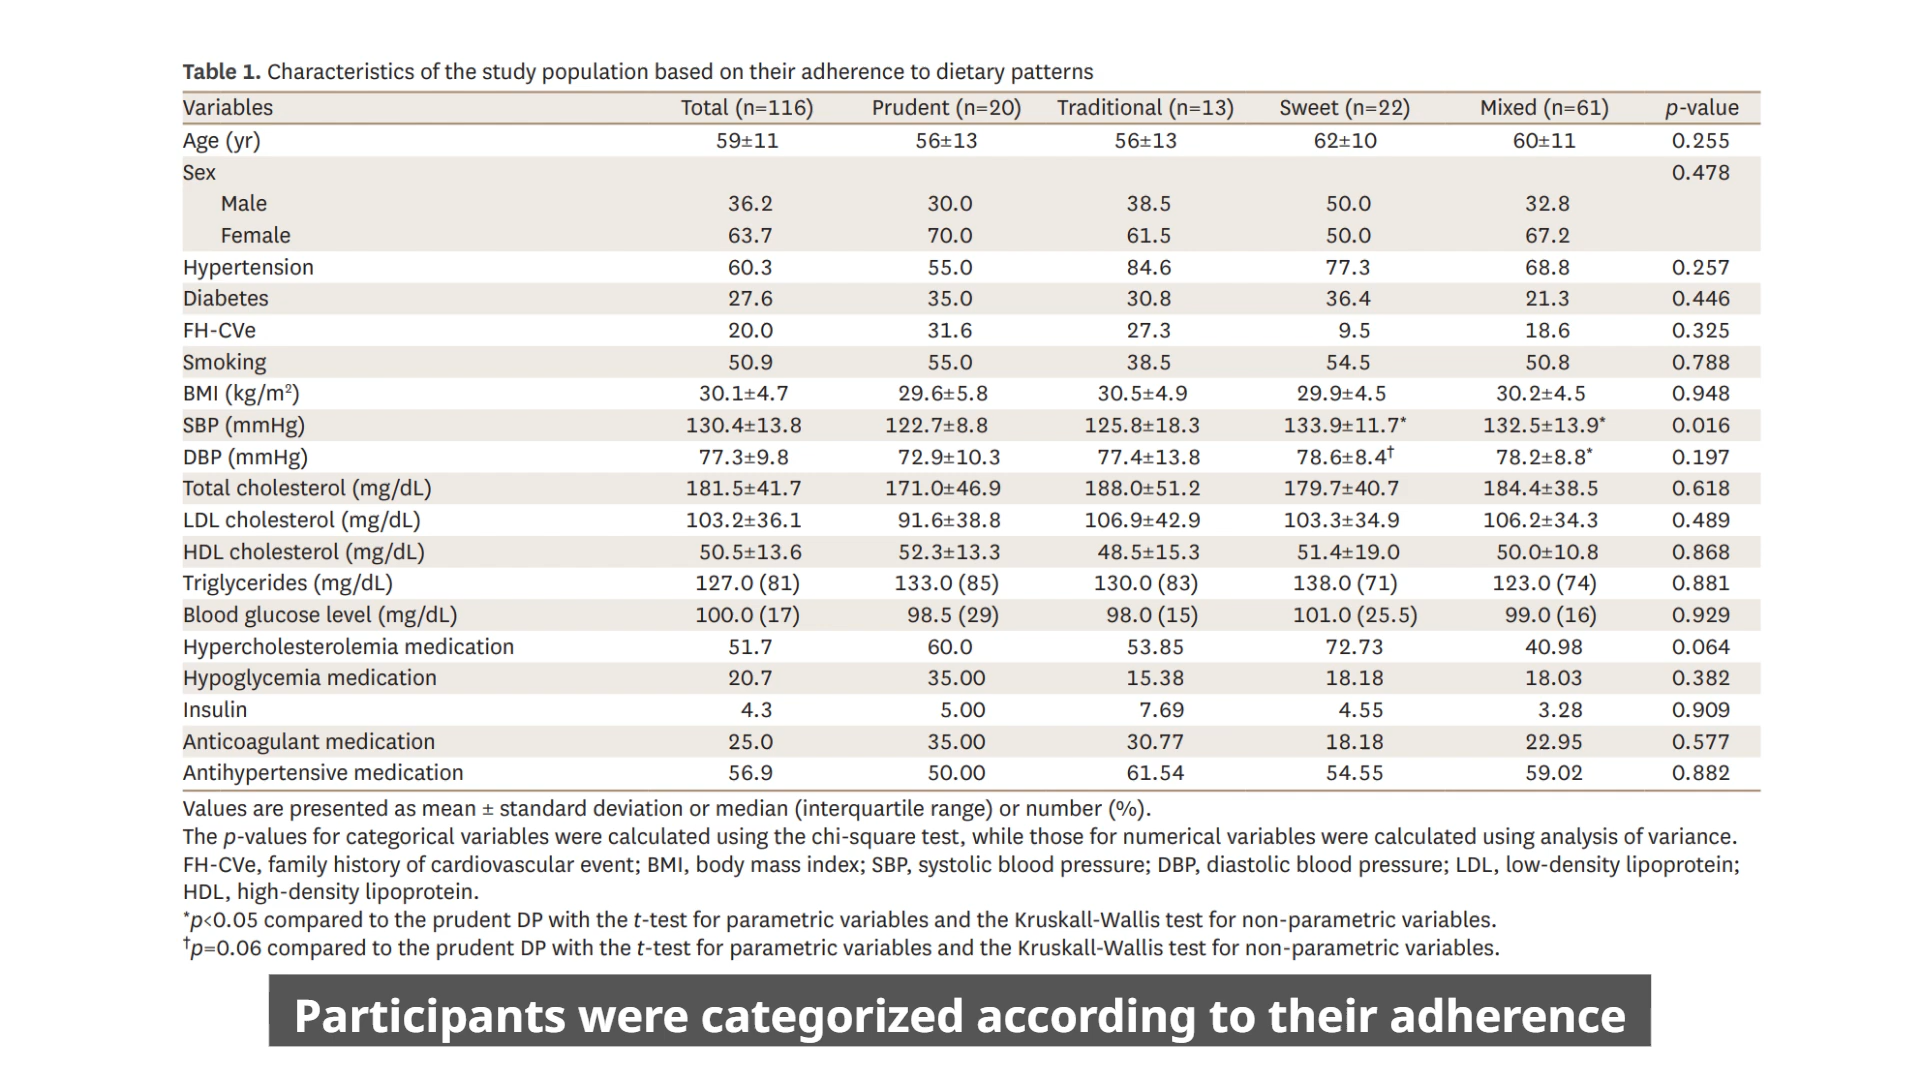 Table 1. Characteristics of the study population based on their adherence to dietary patterns
Variables Total (n=116) Prudent (n=20) Traditional (n=13) Sweet (n=22) Mixed (n=61) p-value
Age (yr) 59±11 56±13 56±13 62±10 60±11 0.255
Sex 0.478
Male 36.2 30.0 38.5 50.0 32.8
Female 63.7 70.0 61.5 50.0 67.2
Hypertension 60.3 55.0 84.6 77.3 68.8 0.257
Diabetes 27.6 35.0 30.8 36.4 21.3 0.446
FH-CVe 20.0 31.6 27.3 9.5 18.6 0.325
Smoking 50.9 55.0 38.5 54.5 50.8 0.788
BMI (kg/m²) 30.1±4.7 29.6±5.8 30.5±4.9 29.9±4.5 30.2±4.5 0.948
SBP (mmHg) 130.4±13.8 122.7±8.8 125.8±18.3 133.9±11.7* 132.5±13.9* 0.016
DBP (mmHg) 77.3±9.8 72.9±10.3 77.4±13.8 78.6±8.4† 78.2±8.8* 0.197
Total cholesterol (mg/dL) 181.5±41.7 171.0±46.9 188.0±51.2 179.7±40.7 184.4±38.5 0.618
LDL cholesterol (mg/dL) 103.2±36.1 91.6±38.8 106.9±42.9 103.3±34.9 106.2±34.3 0.489
HDL cholesterol (mg/dL) 50.5±13.6 52.3±13.3 48.5±15.3 51.4±19.0 50.0±10.8 0.868
Triglycerides (mg/dL) 127.0 (81) 133.0 (85) 130.0 (83) 138.0 (71) 123.0 (74) 0.881
Blood glucose level (mg/dL) 100.0 (17) 98.5 (29) 98.0 (15) 101.0 (25.5) 99.0 (16) 0.929
Hypercholesterolemia medication 51.7 60.0 53.85 72.73 40.98 0.064
Hypoglycemia medication 20.7 35.00 15.38 18.18 18.03 0.382
Insulin 4.3 5.00 7.69 4.55 3.28 0.909
Anticoagulant medication 25.0 35.00 30.77 18.18 22.95 0.577
Antihypertensive medication 56.9 50.00 61.54 54.55 59.02 0.882
Values are presented as mean ± standard deviation or median (interquartile range) or number (%).
The p-values for categorical variables were calculated using the chi-square test, while those for numerical variables were calculated using analysis of variance.
FH-CVe, family history of cardiovascular event; BMI, body mass index; SBP, systolic blood pressure; DBP, diastolic blood pressure; LDL, low-density lipoprotein;
HDL, high-density lipoprotein.
*p<0.05 compared to the prudent DP with the t-test for parametric variables and the Kruskall-Wallis test for non-parametric variables.
†p=0.06 compared to the prudent DP with the t-test for parametric variables and the Kruskall-Wallis test for non-parametric variables.
Participants were categorized according to their adherence